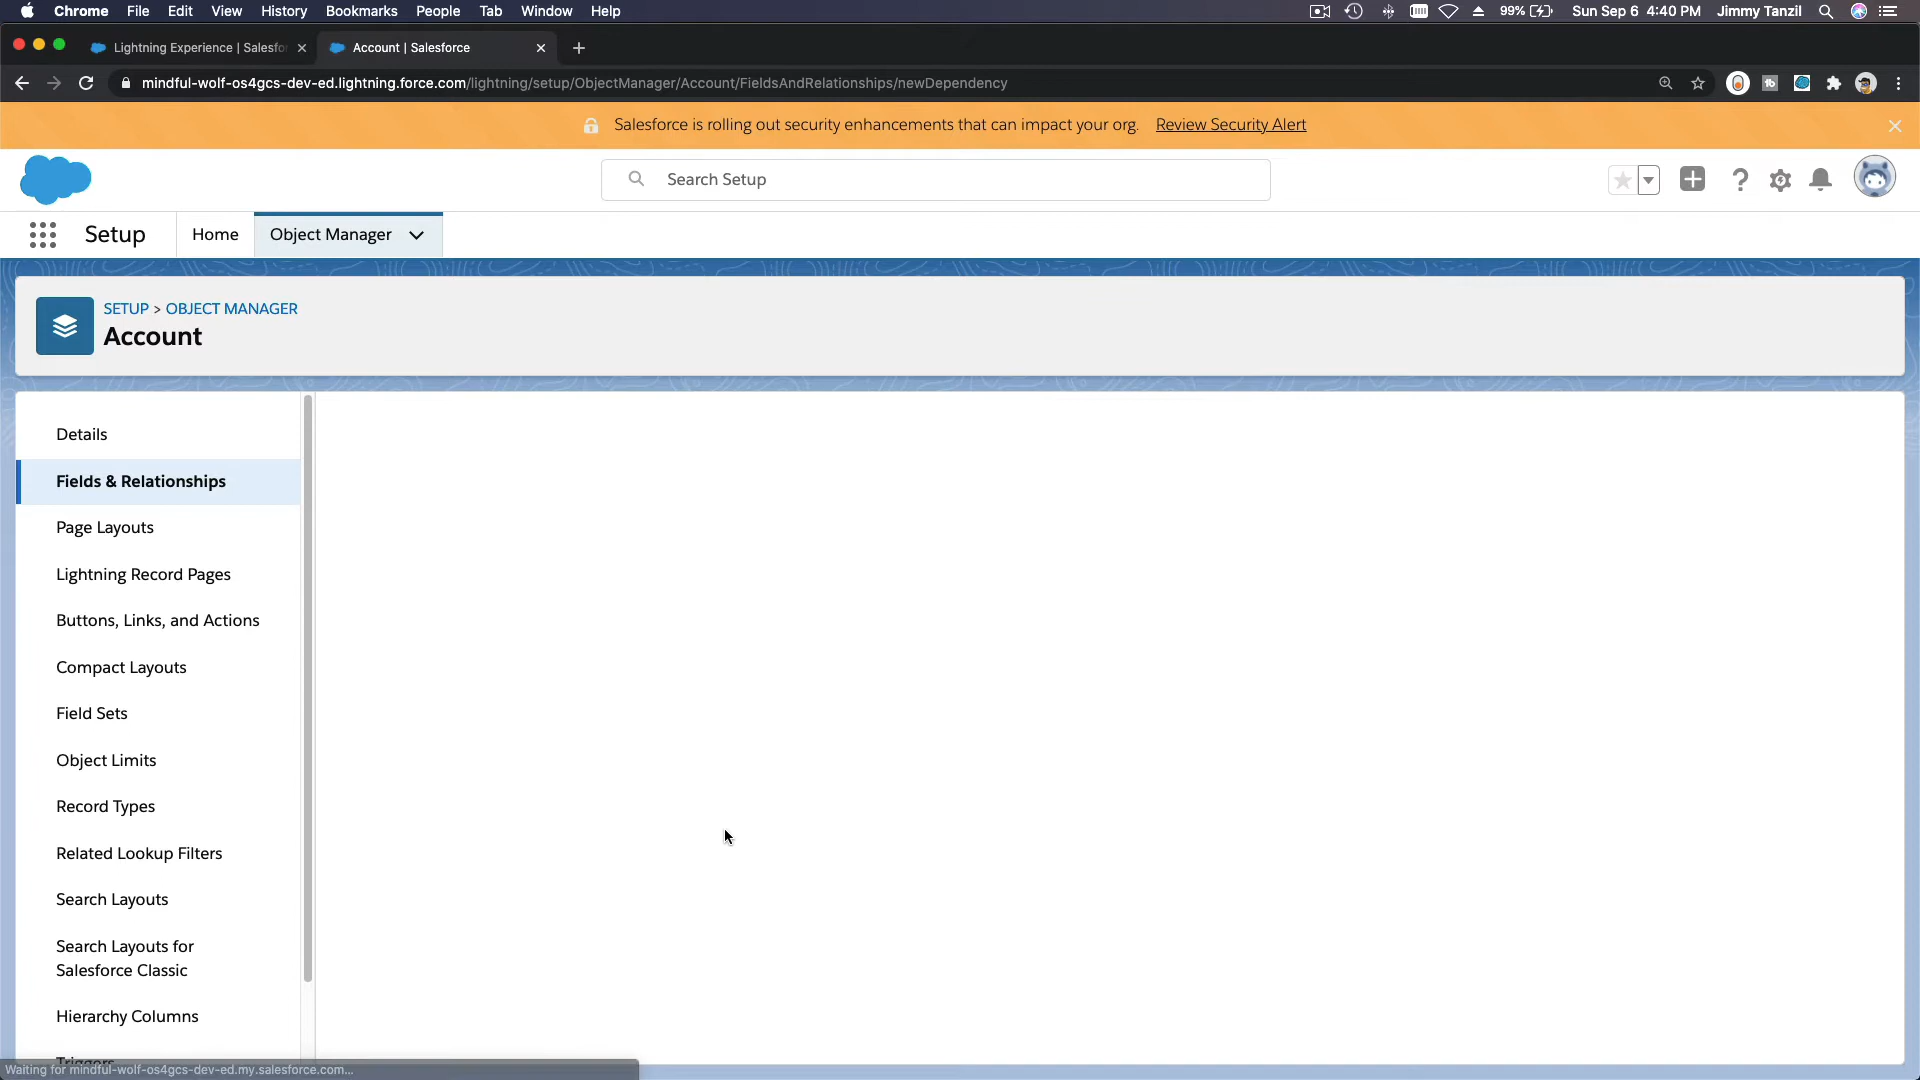 Chrome File Edit View History Bookmarks People Tab Window Help 99% Sun Sep 6 4:40 PM Jimmy Tanzil
Lightning Experience | Salesfo
Account | Salesforce
mindful-wolf-os4gcs-dev-ed.lightning.force.com/lightning/setup/ObjectManager/Account/FieldsAndRelationships/newDependency
Salesforce is rolling out security enhancements that can impact your org. Review Security Alert
Search Setup
Setup Home Object Manager
SETUP > OBJECT MANAGER
Account
Details
Fields & Relationships
Page Layouts
Lightning Record Pages
Buttons, Links, and Actions
Compact Layouts
Field Sets
Object Limits
Record Types
Related Lookup Filters
Search Layouts
Search Layouts for
Salesforce Classic
Hierarchy Columns
Triggers
Waiting for mindful-wolf-os4gcs-dev-ed.my.salesforce.com...